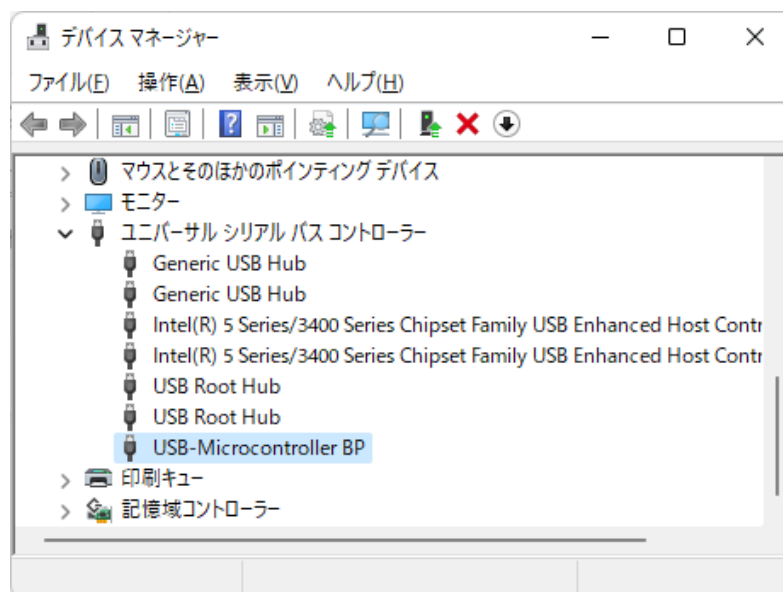 デバイス マネージャー
ファイル(F) 操作(A) 表示(V) ヘルプ(H)
マウスとそのほかのポインティング デバイス
モニター
ユニバーサル シリアル バス コントローラー
Generic USB Hub
Generic USB Hub
Intel(R) 5 Series/3400 Series Chipset Family USB Enhanced Host Contr
Intel(R) 5 Series/3400 Series Chipset Family USB Enhanced Host Contr
USB Root Hub
USB Root Hub
USB-Microcontroller BP
印刷キュー
記憶域コントローラー